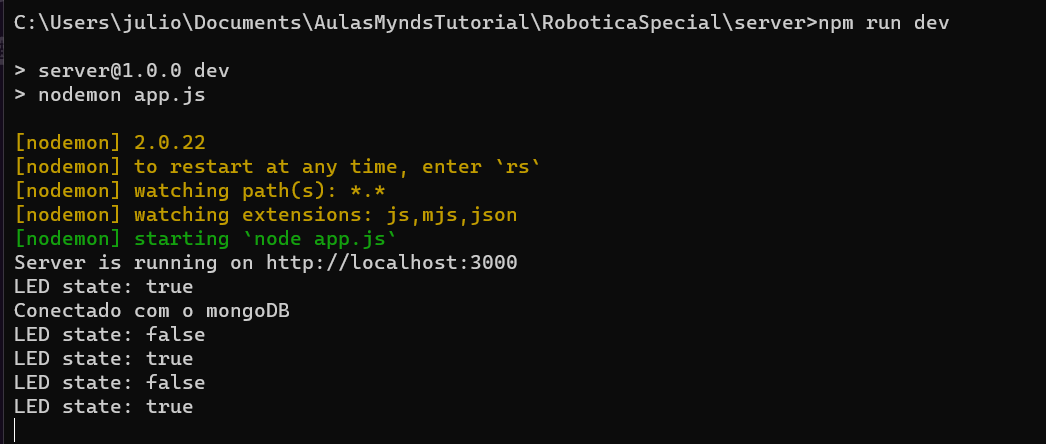 C:\Users\julio\Documents\AulasMyndsTutorial\RoboticaSpecial\server>npm run dev
> server@1.0.0 dev
> nodemon app.js
[nodemon] 2.0.22
[nodemon] to restart at any time, enter `rs`
[nodemon] watching path(s): *.*
[nodemon] watching extensions: js,mjs,json
[nodemon] starting `node app.js`
Server is running on http://localhost:3000
LED state: true
Conectado com o mongoDB
LED state: false
LED state: true
LED state: false
LED state: true